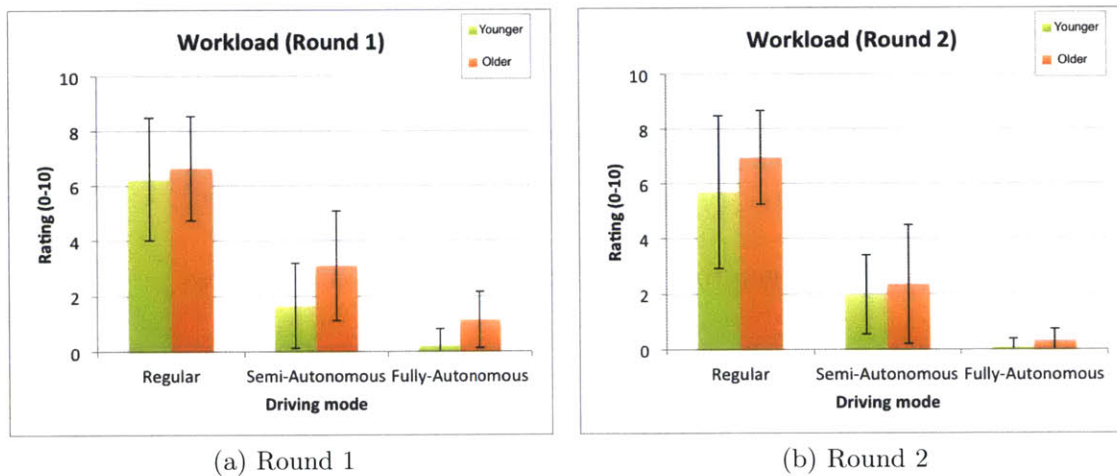 Workload (Round 1)
Younger
Older
Rating (0-10)
10
8
6
4
2
0
Regular
Semi-Autonomous
Fully-Autonomous
Driving mode
(a) Round 1
Workload (Round 2)
Younger
Older
Rating (0-10)
10
8
6
4
2
0
Regular
Semi-Autonomous
Fully-Autonomous
Driving mode
(b) Round 2